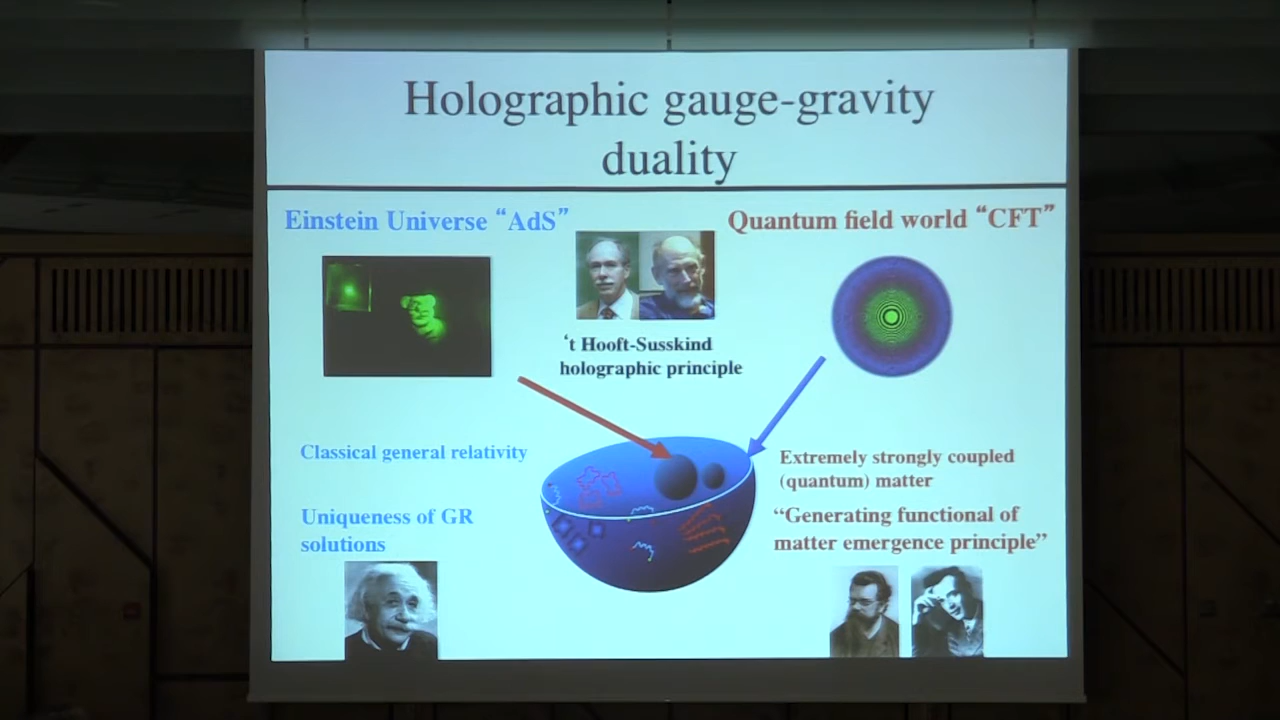 Holographic gauge-gravity
duality
Einstein Universe “AdS”
Quantum field world “CFT”
‘t Hooft-Susskind
holographic principle
Classical general relativity
Extremely strongly coupled
(quantum) matter
Uniqueness of GR
solutions
“Generating functional of
matter emergence principle”